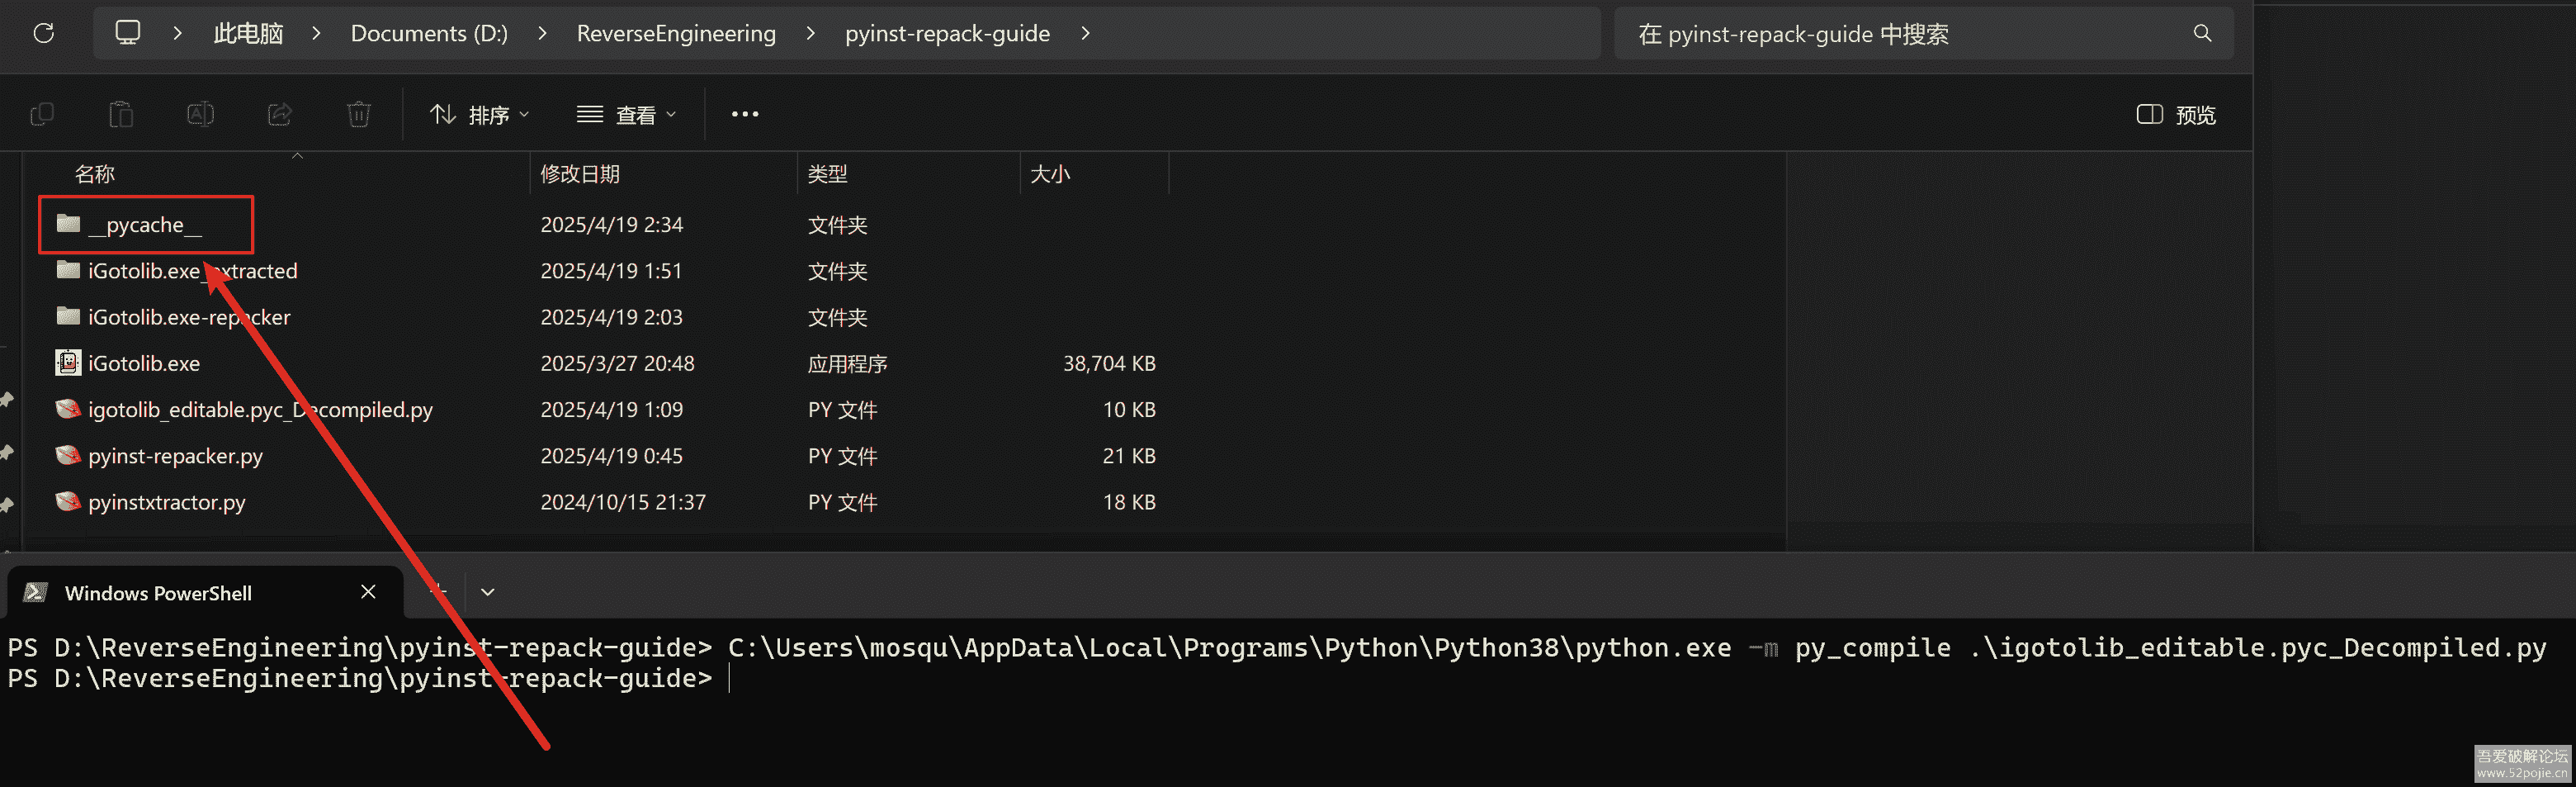 此电脑 Documents (D:) ReverseEngineering pyinst-repack-guide 在 pyinst-repack-guide 中搜索
排序 查看 ••• 预览
名称 修改日期 类型 大小
__pycache__ 2025/4/19 2:34 文件夹
iGotolib.exe_extracted 2025/4/19 1:51 文件夹
iGotolib.exe-repacker 2025/4/19 2:03 文件夹
iGotolib.exe 2025/3/27 20:48 应用程序 38,704 KB
igotolib_editable.pyc_Decompiled.py 2025/4/19 1:09 PY 文件 10 KB
pyinst-repacker.py 2025/4/19 0:45 PY 文件 21 KB
pyinstxtractor.py 2024/10/15 21:37 PY 文件 18 KB
Windows PowerShell
PS D:\ReverseEngineering\pyinst-repack-guide> C:\Users\mosqu\AppData\Local\Programs\Python\Python38\python.exe -m py_compile .\igotolib_editable.pyc_Decompiled.py
PS D:\ReverseEngineering\pyinst-repack-guide>
吾爱破解论坛
www.52pojie.cn